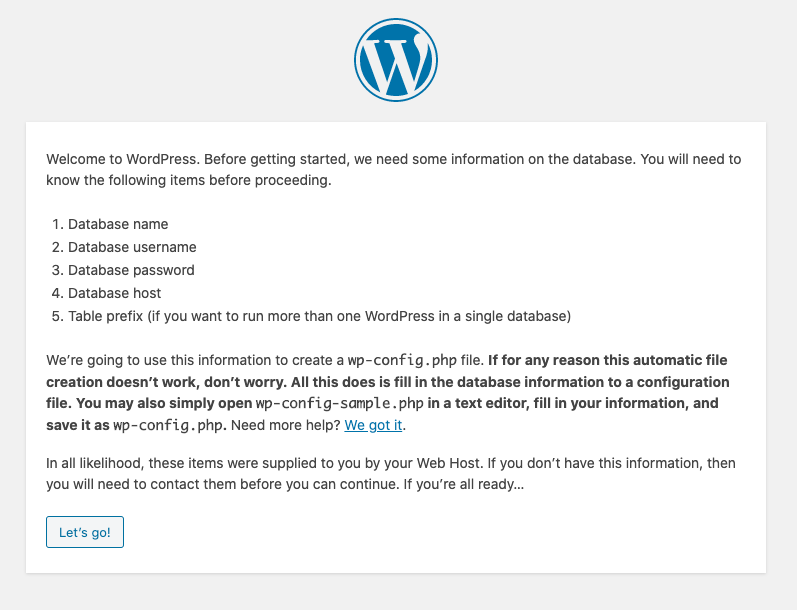 W
Welcome to WordPress. Before getting started, we need some information on the database. You will need to
know the following items before proceeding.
1. Database name
2. Database username
3. Database password
4. Database host
5. Table prefix (if you want to run more than one WordPress in a single database)
We’re going to use this information to create a wp-config.php file. If for any reason this automatic file
creation doesn’t work, don’t worry. All this does is fill in the database information to a configuration
file. You may also simply open wp-config-sample.php in a text editor, fill in your information, and
save it as wp-config.php. Need more help? We got it.
In all likelihood, these items were supplied to you by your Web Host. If you don’t have this information, then
you will need to contact them before you can continue. If you’re all ready…
Let’s go!